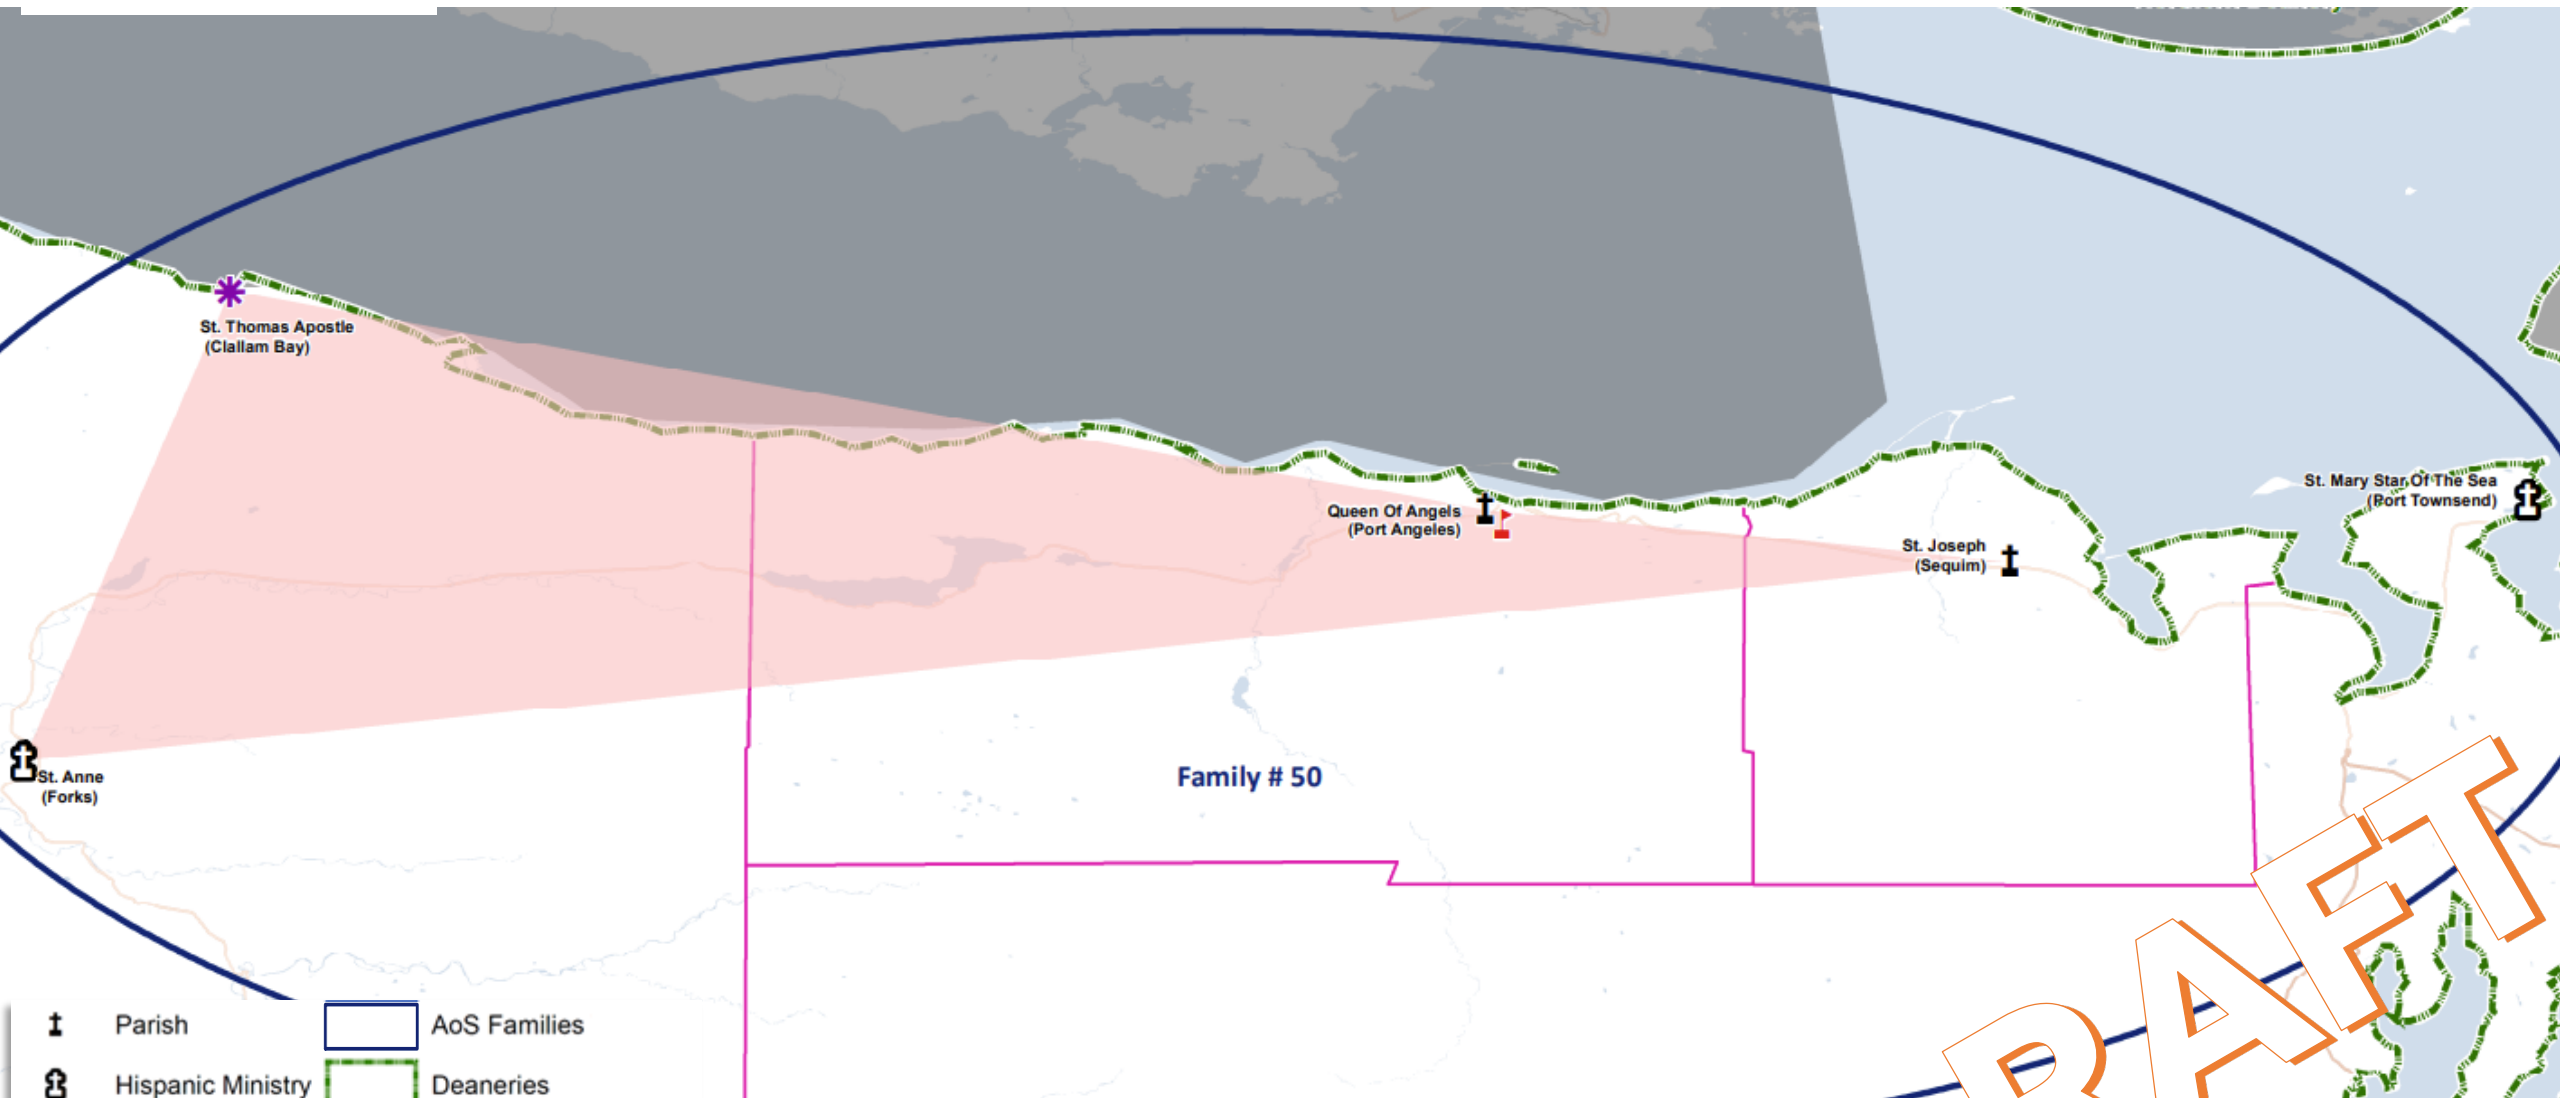 St. Thomas Apostle
(Clallam Bay)
Queen Of Angels
(Port Angeles)
St. Joseph
(Sequim)
St. Mary Star Of The Sea
(Port Townsend)
St. Anne
(Forks)
Family # 50
RAFT
Parish
AoS Families
Hispanic Ministry
Deaneries